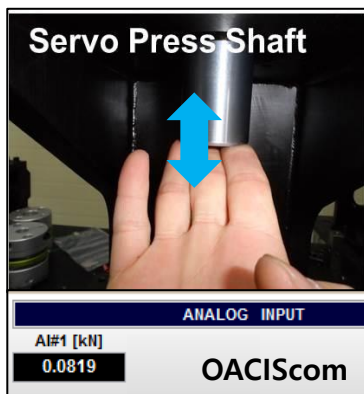 Servo Press Shaft
ANALOG INPUT
AI#1 [kN]
0.0819
OACIScom